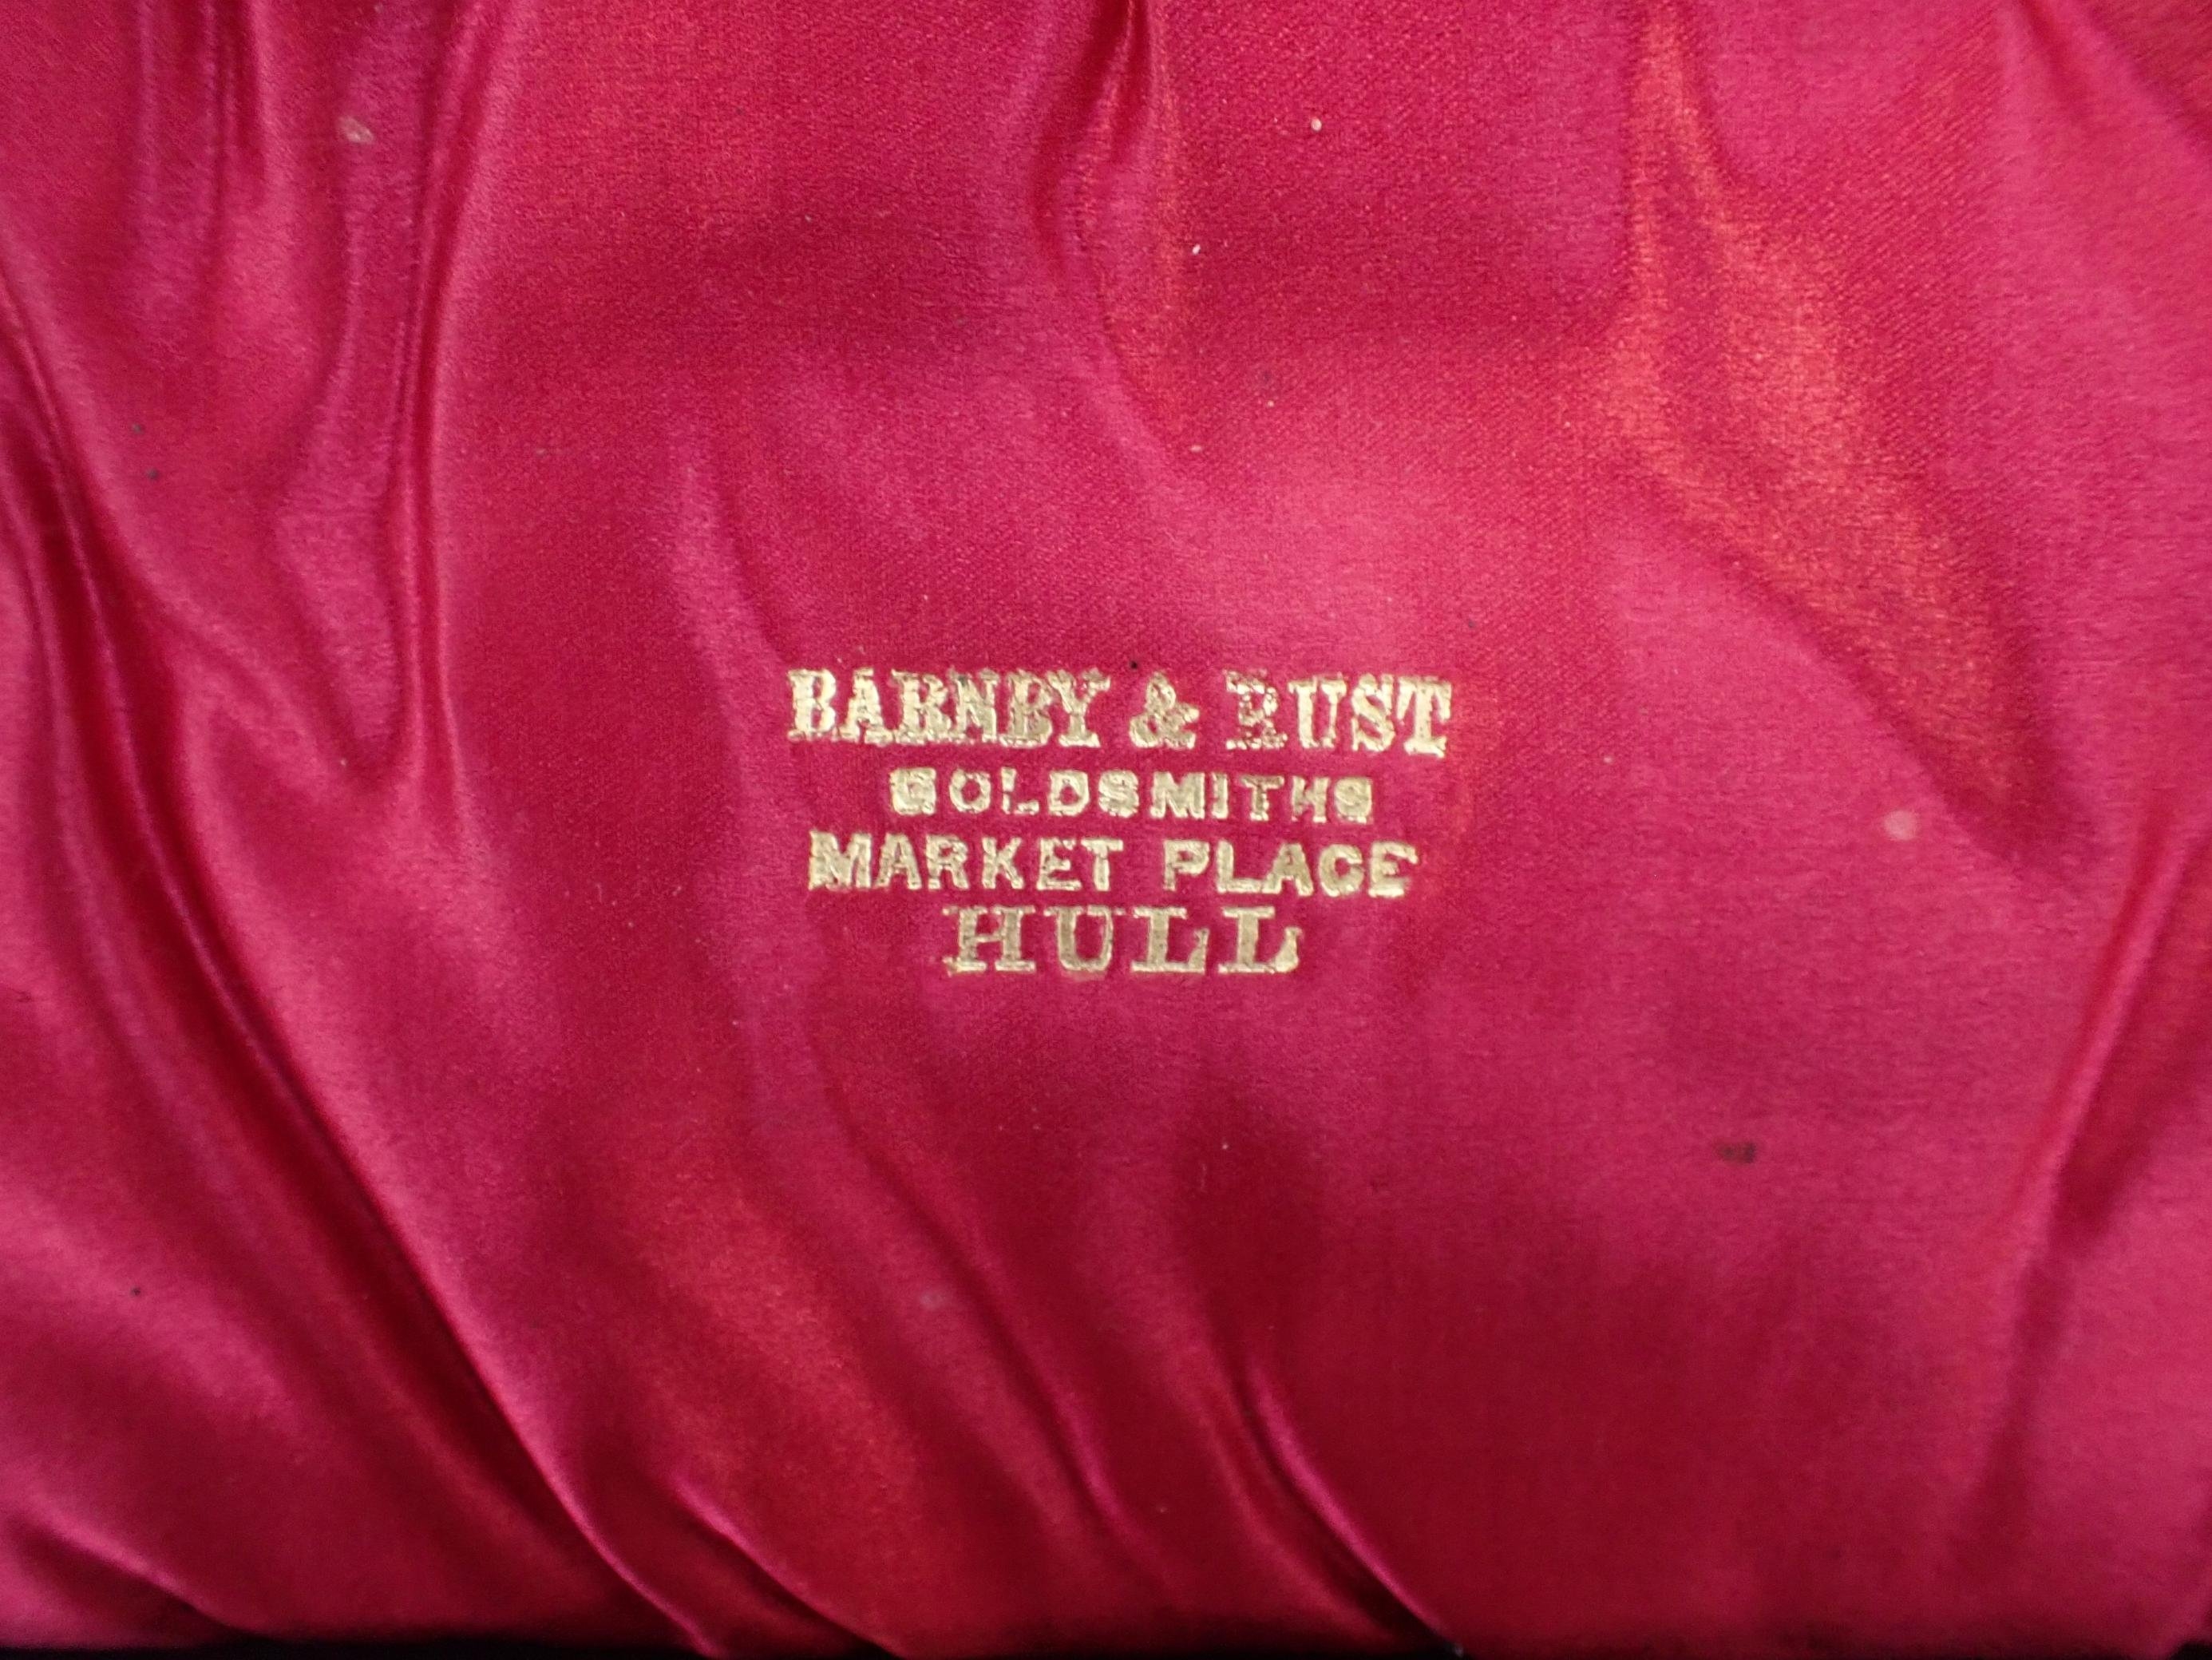 BARNBY & RUST
GOLDSMITHS
MARKET PLACE
HULL